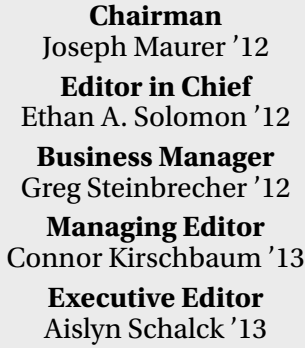 Chairman
Joseph Maurer ’12
Editor in Chief
Ethan A. Solomon ’12
Business Manager
Greg Steinbrecher ’12
Managing Editor
Connor Kirschbaum ’13
Executive Editor
Aislyn Schalck ’13